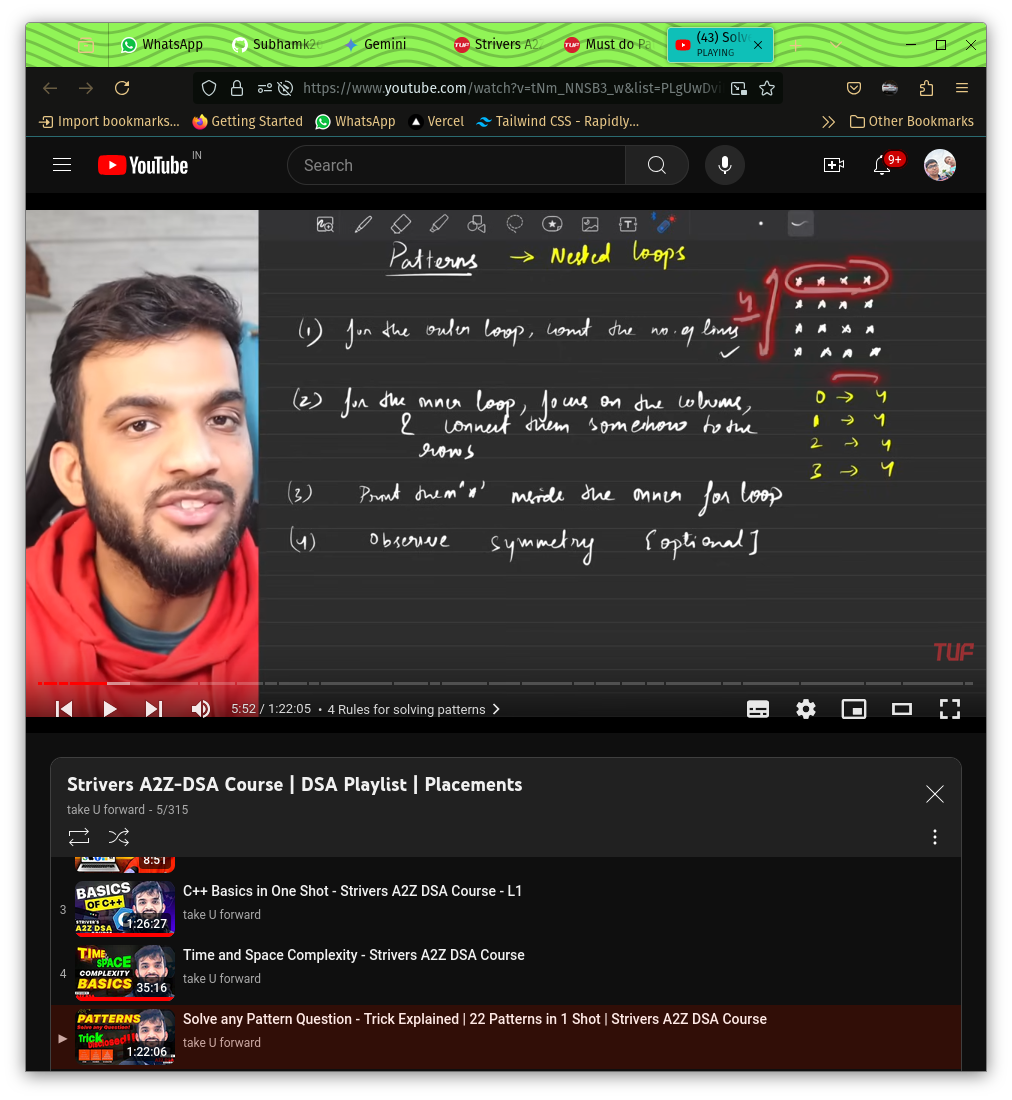 WhatsApp
Subhamk2
Gemini
Strivers A2
Must do Pa
(43) Solv
PLAYING
https://www.youtube.com/watch?v=tNm_NNSB3_w&list=PLgUwDvi
Import bookmarks...
Getting Started
WhatsApp
Vercel
Tailwind CSS - Rapidly...
Other Bookmarks
YouTube IN
Search
9+
Patterns → Nested loops
4
(1) for the outer loop, count the no. of lines
(2) for the inner loop, focus on the columns,
& connect them somehow to the
rows
0 → 4
1 → 4
2 → 4
3 → 4
(3) Print them '*' inside the inner for loop
(4) Observe symmetry [optional]
TUF
5:52 / 1:22:05 • 4 Rules for solving patterns
Strivers A2Z-DSA Course | DSA Playlist | Placements
take U forward - 5/315
8:51
3
BASICS
OF C++
STRIVER'S
A2Z DSA
1:26:27
C++ Basics in One Shot - Strivers A2Z DSA Course - L1
take U forward
4
TIME
SPACE
COMPLEXITY
BASICS
35:16
Time and Space Complexity - Strivers A2Z DSA Course
take U forward
PATTERNS
Solve any Question!
Trick
1:22:06
Solve any Pattern Question - Trick Explained | 22 Patterns in 1 Shot | Strivers A2Z DSA Course
take U forward